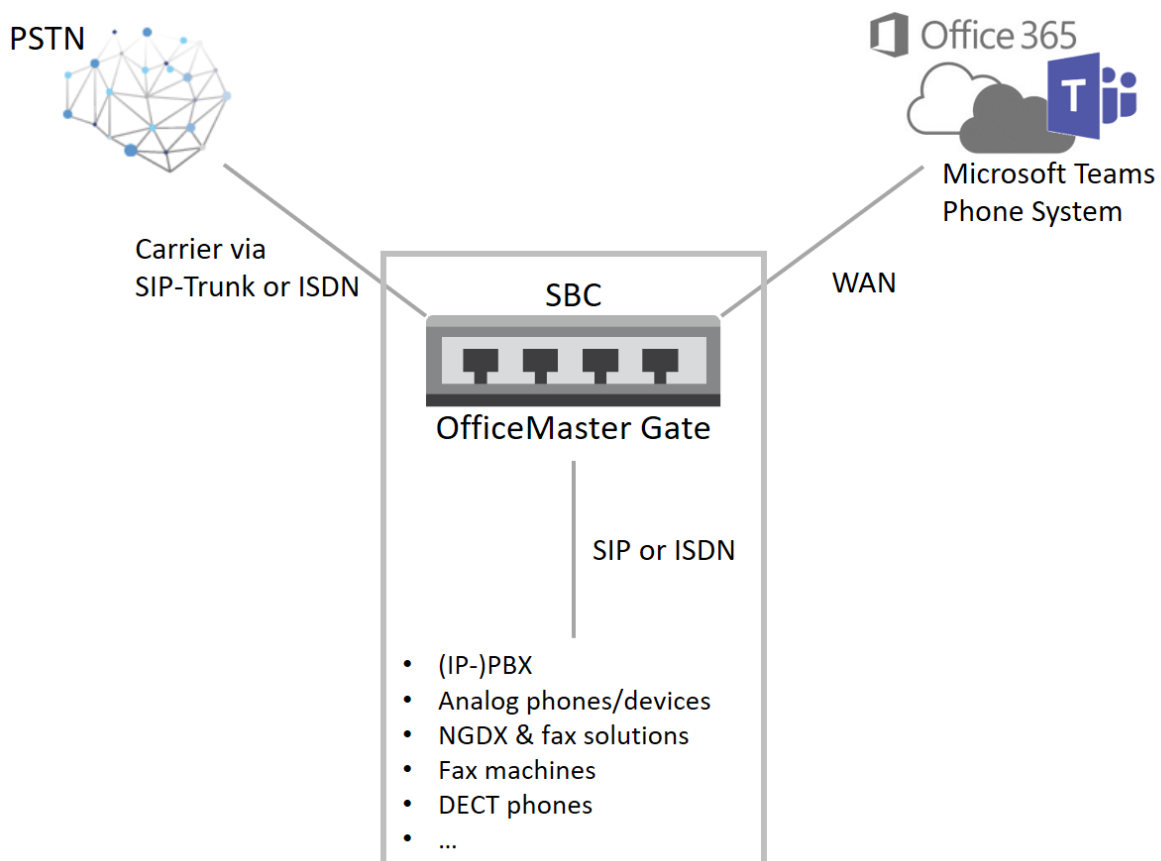 PSTN
Office 365
T
Microsoft Teams
Phone System
Carrier via
SIP-Trunk or ISDN
WAN
SBC
OfficeMaster Gate
SIP or ISDN
• (IP-)PBX
• Analog phones/devices
• NGDX & fax solutions
• Fax machines
• DECT phones
• ...